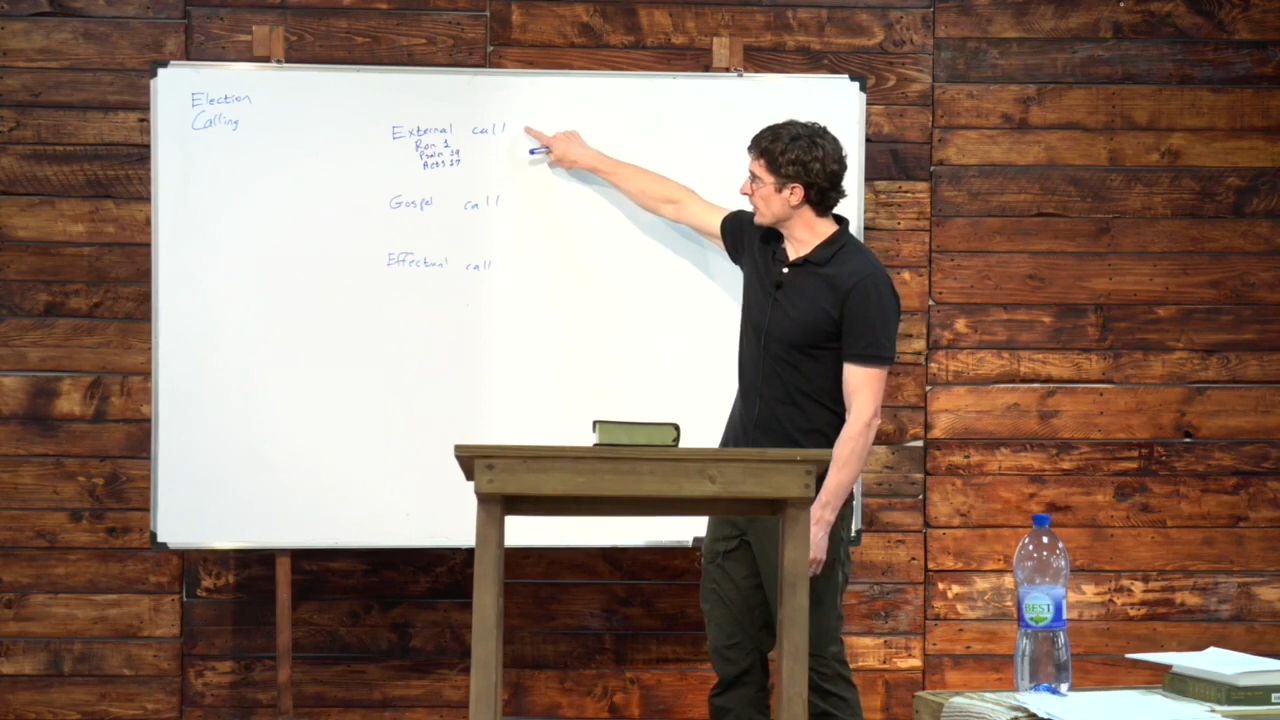 Election
Calling
External call
Rom 1
Psalm 19
Acts 17
Gospel call
Effectual call
BEST